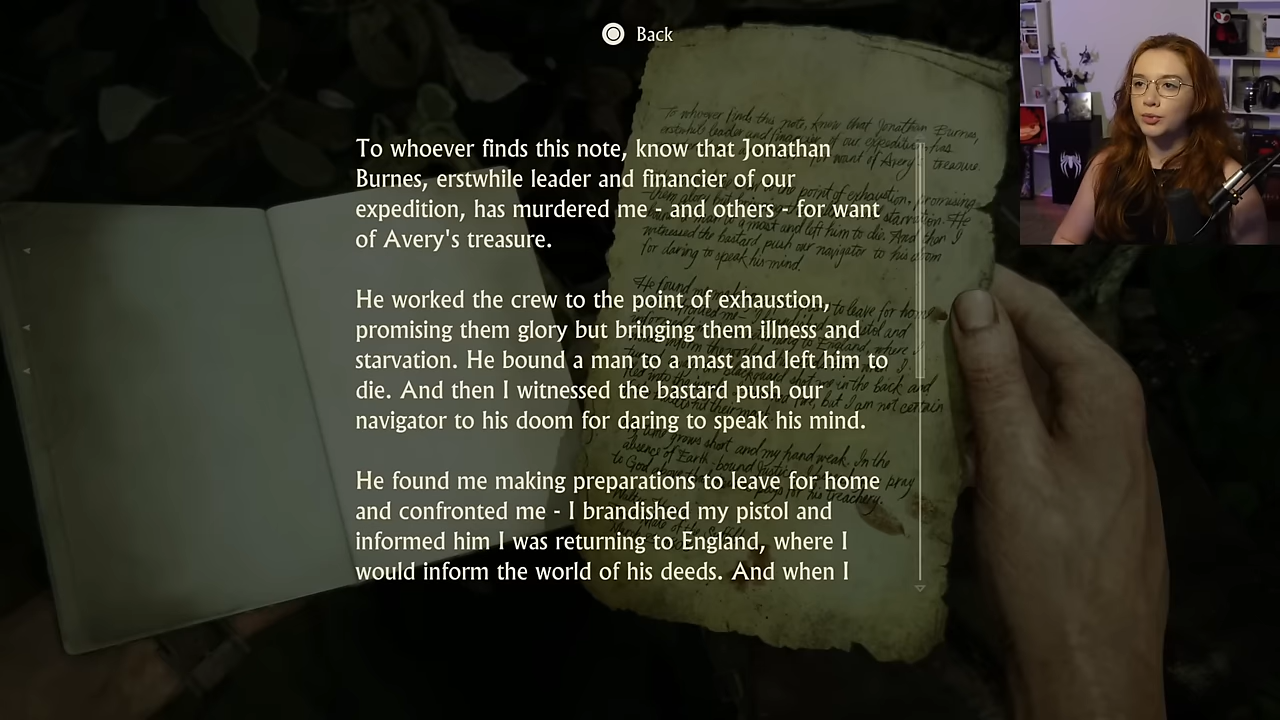 Back
To whoever finds this note, know that Jonathan
Burnes, erstwhile leader and financier of our
expedition, has murdered me - and others - for want
of Avery's treasure.
He worked the crew to the point of exhaustion,
promising them glory but bringing them illness and
starvation. He bound a man to a mast and left him to
die. And then I witnessed the bastard push our
navigator to his doom for daring to speak his mind.
He found me making preparations to leave for home
and confronted me - I brandished my pistol and
informed him I was returning to England, where I
would inform the world of his deeds. And when I